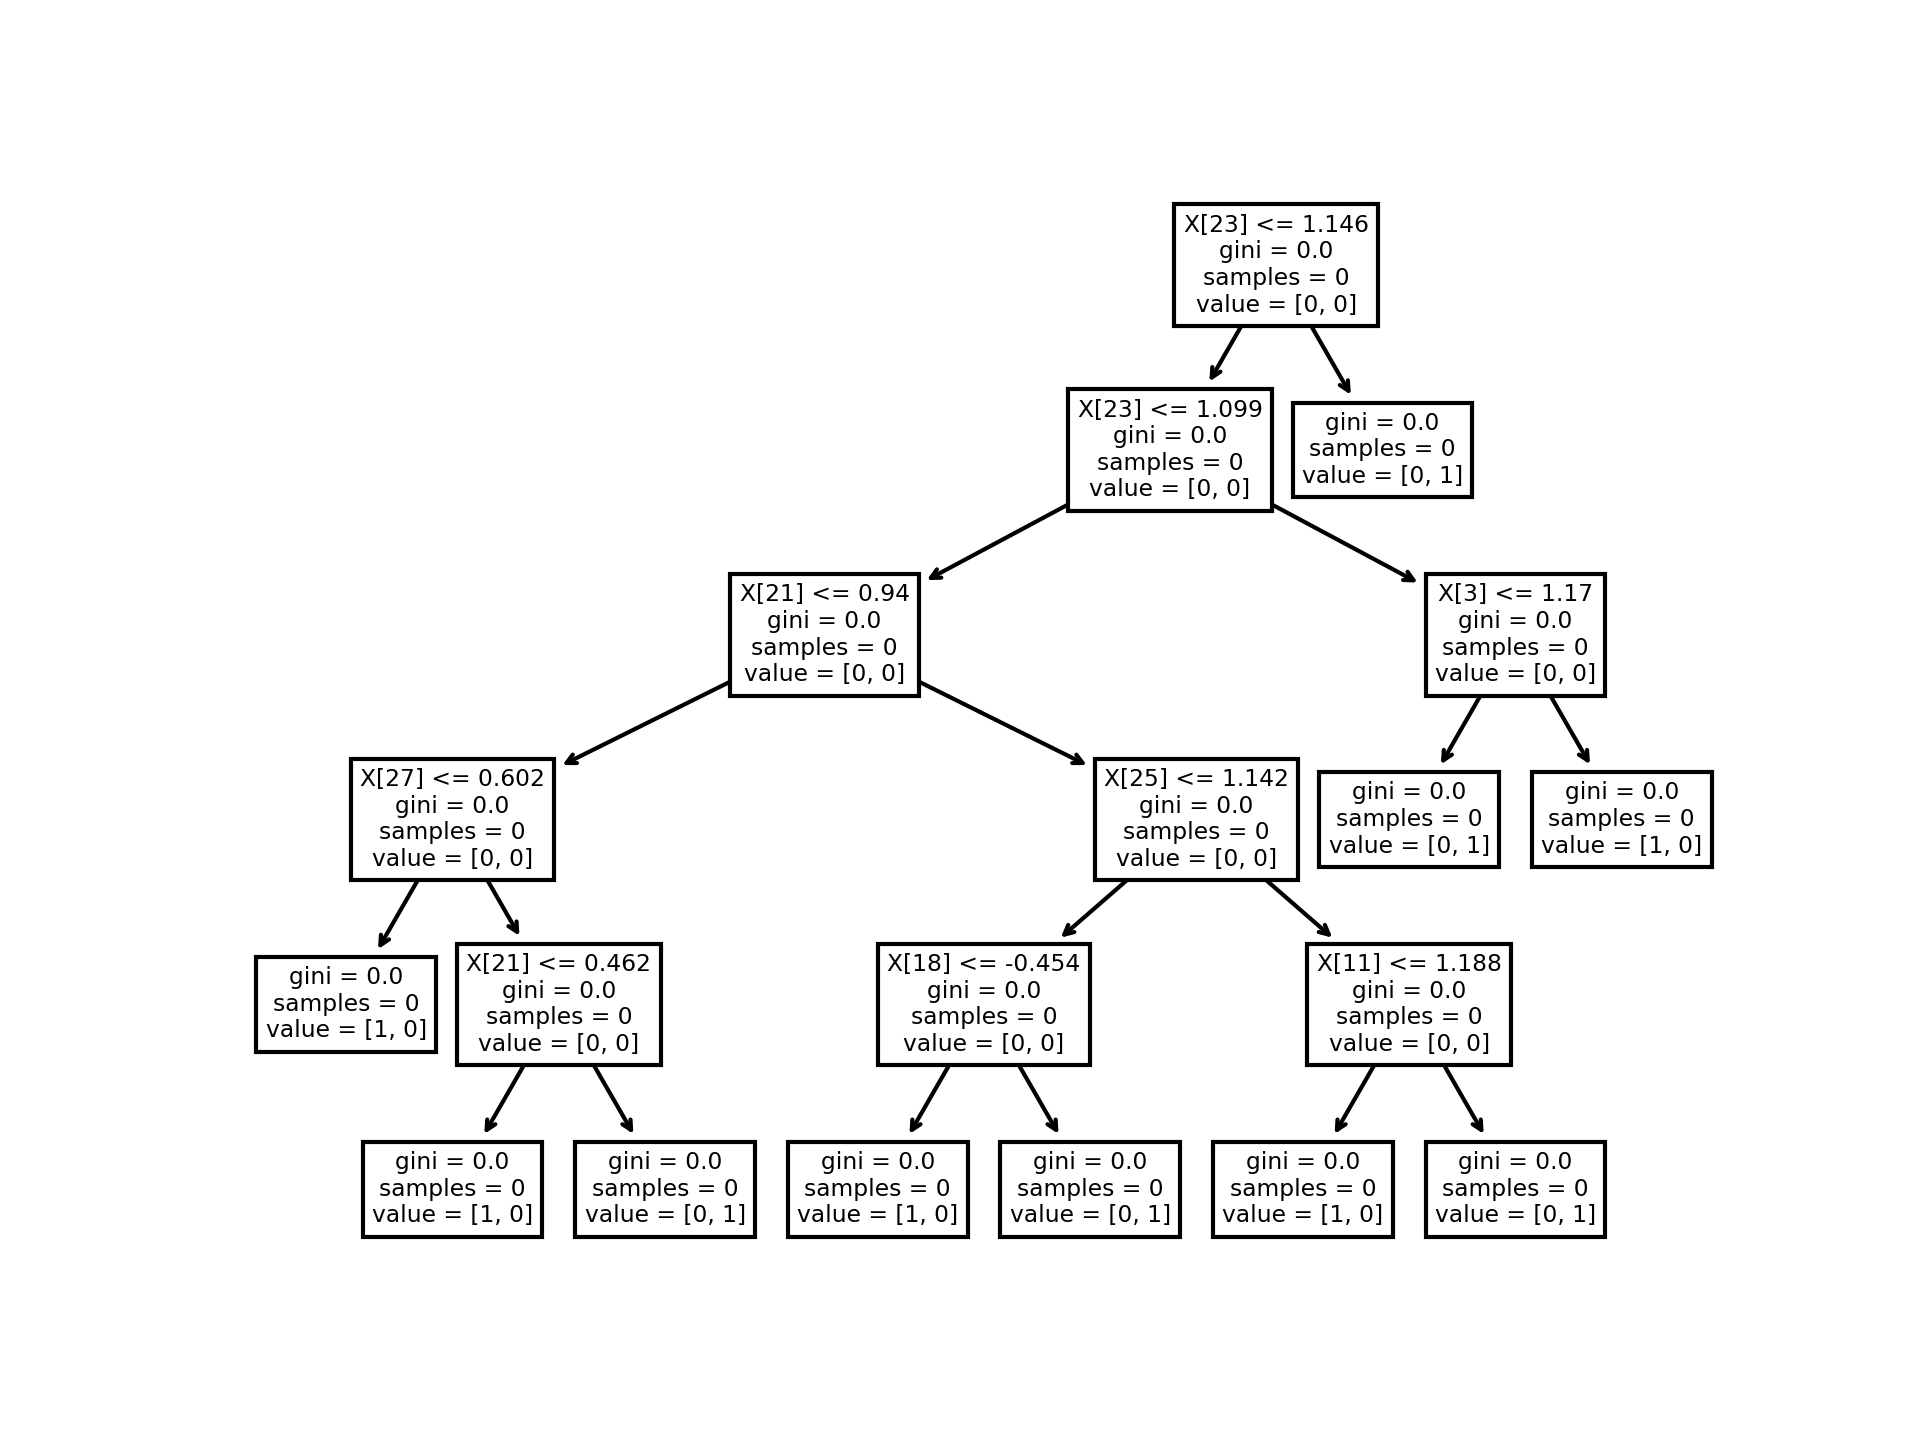 X[23] <= 1.146
gini = 0.0
samples = 0
value = [0, 0]
X[23] <= 1.099
gini = 0.0
samples = 0
value = [0, 0]
gini = 0.0
samples = 0
value = [0, 1]
X[21] <= 0.94
gini = 0.0
samples = 0
value = [0, 0]
X[3] <= 1.17
gini = 0.0
samples = 0
value = [0, 0]
X[27] <= 0.602
gini = 0.0
samples = 0
value = [0, 0]
X[25] <= 1.142
gini = 0.0
samples = 0
value = [0, 0]
gini = 0.0
samples = 0
value = [0, 1]
gini = 0.0
samples = 0
value = [1, 0]
gini = 0.0
samples = 0
value = [1, 0]
X[21] <= 0.462
gini = 0.0
samples = 0
value = [0, 0]
X[18] <= -0.454
gini = 0.0
samples = 0
value = [0, 0]
X[11] <= 1.188
gini = 0.0
samples = 0
value = [0, 0]
gini = 0.0
samples = 0
value = [1, 0]
gini = 0.0
samples = 0
value = [0, 1]
gini = 0.0
samples = 0
value = [1, 0]
gini = 0.0
samples = 0
value = [0, 1]
gini = 0.0
samples = 0
value = [1, 0]
gini = 0.0
samples = 0
value = [0, 1]